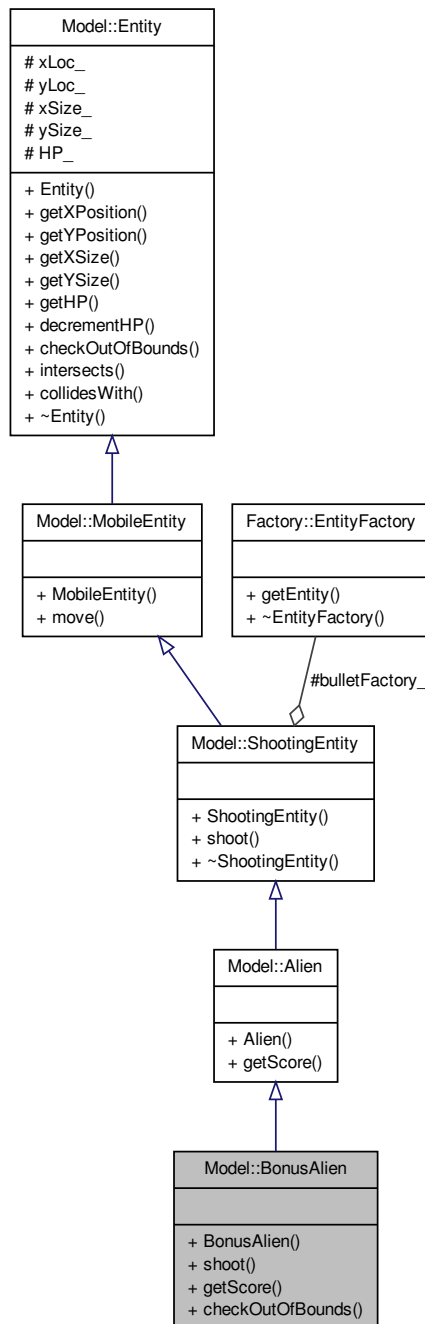 Model::Entity
# xLoc_
# yLoc_
# xSize_
# ySize_
# HP_
+ Entity()
+ getXPosition()
+ getYPosition()
+ getXSize()
+ getYSize()
+ getHP()
+ decrementHP()
+ checkOutOfBounds()
+ intersects()
+ collidesWith()
+ ~Entity()
Model::MobileEntity
+ MobileEntity()
+ move()
Factory::EntityFactory
+ getEntity()
+ ~EntityFactory()
#bulletFactory_
Model::ShootingEntity
+ ShootingEntity()
+ shoot()
+ ~ShootingEntity()
Model::Alien
+ Alien()
+ getScore()
Model::BonusAlien
+ BonusAlien()
+ shoot()
+ getScore()
+ checkOutOfBounds()